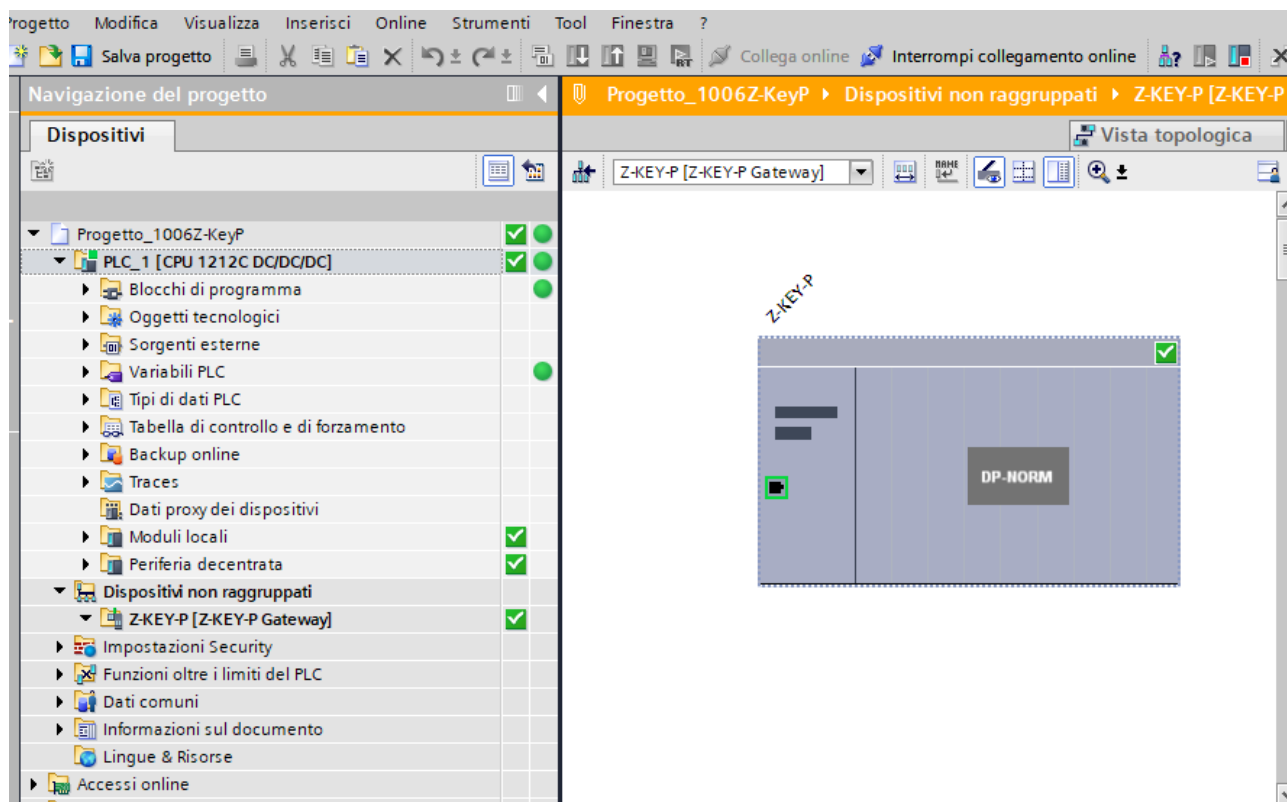 Progetto Modifica Visualizza Inserisci Online Strumenti Tool Finestra ?
Salva progetto RT Collega online Interrompi collegamento online
Navigazione del progetto
Progetto_1006Z-KeyP Dispositivi non raggruppati Z-KEY-P [Z-KEY-P
Dispositivi
Vista topologica
Z-KEY-P [Z-KEY-P Gateway] NAME
Progetto_1006Z-KeyP
PLC_1 [CPU 1212C DC/DC/DC]
Blocchi di programma
Oggetti tecnologici
Sorgenti esterne
Variabili PLC
Tipi di dati PLC
Tabella di controllo e di forzamento
Backup online
Traces
Dati proxy dei dispositivi
Moduli locali
Periferia decentrata
Dispositivi non raggruppati
Z-KEY-P [Z-KEY-P Gateway]
Impostazioni Security
Funzioni oltre i limiti del PLC
Dati comuni
Informazioni sul documento
Lingue & Risorse
Accessi online
Z-KEY-P
DP-NORM